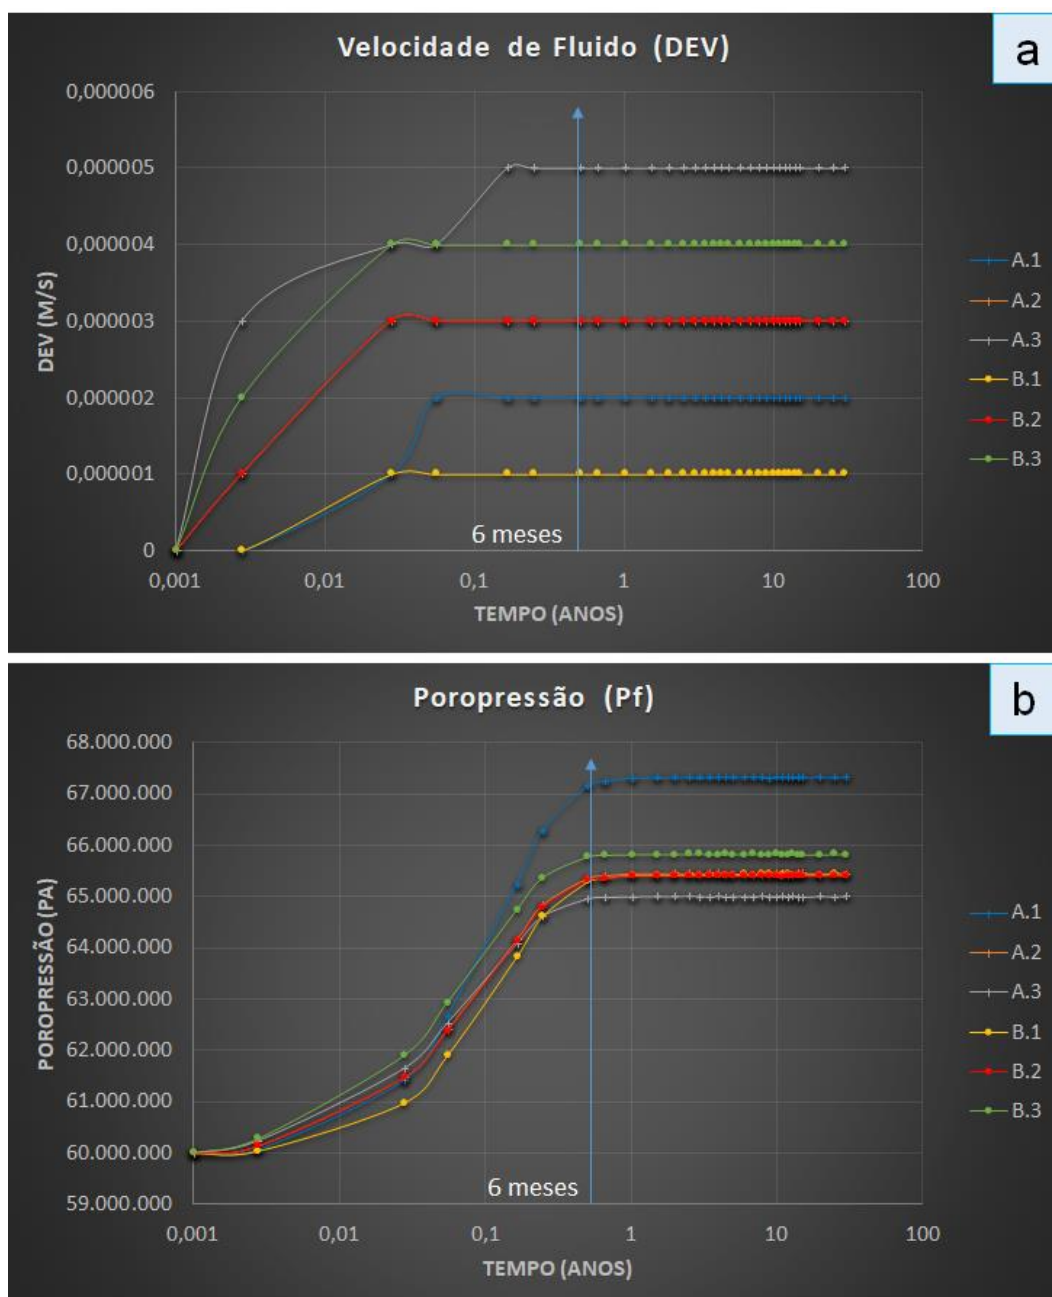 Velocidade de Fluido (DEV)
a
0,000006
0,000005
0,000004
0,000003
0,000002
0,000001
0
DEV (M/S)
6 meses
0,001
0,01
0,1
1
10
100
TEMPO (ANOS)
A.1
A.2
A.3
B.1
B.2
B.3
Poropressão (Pf)
b
68.000.000
67.000.000
66.000.000
65.000.000
64.000.000
63.000.000
62.000.000
61.000.000
60.000.000
59.000.000
POROPRESSÃO (PA)
6 meses
0,001
0,01
0,1
1
10
100
TEMPO (ANOS)
A.1
A.2
A.3
B.1
B.2
B.3